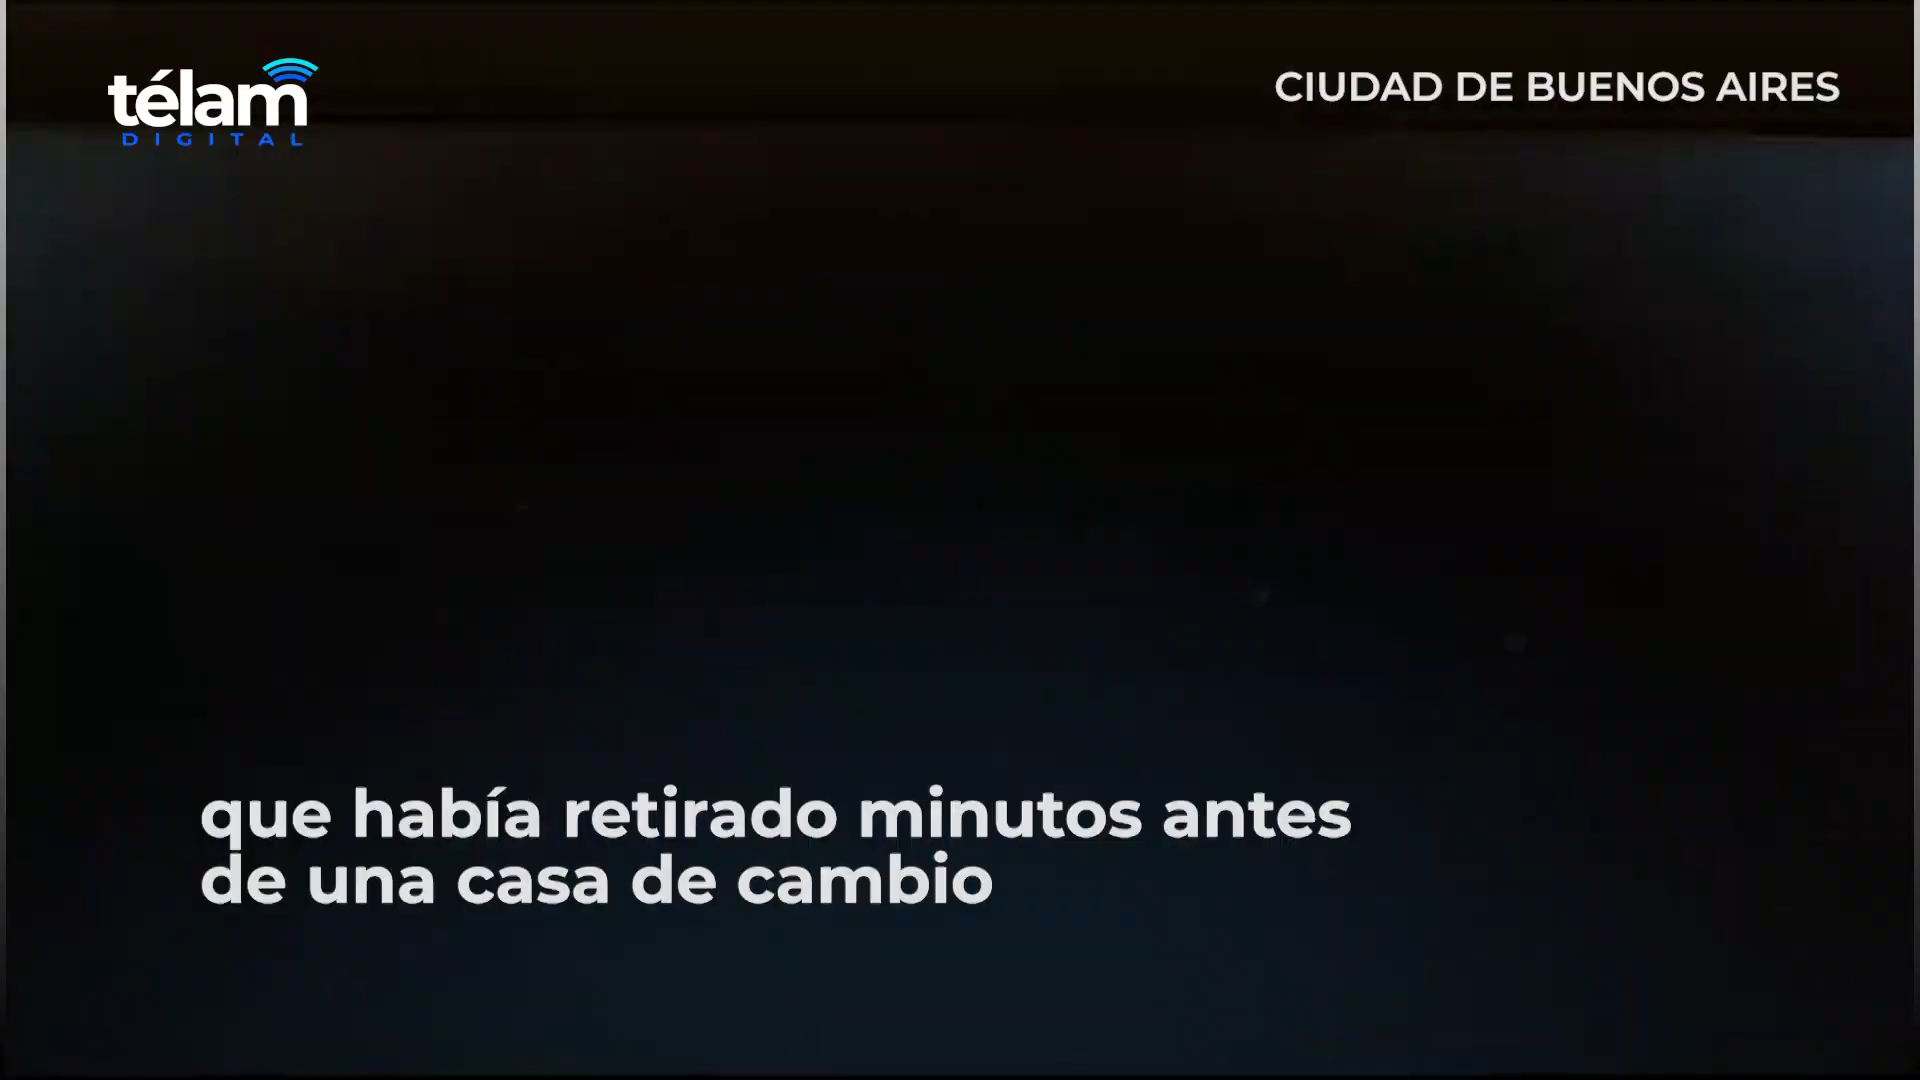 télam
DIGITAL
CIUDAD DE BUENOS AIRES
que había retirado minutos antes
de una casa de cambio